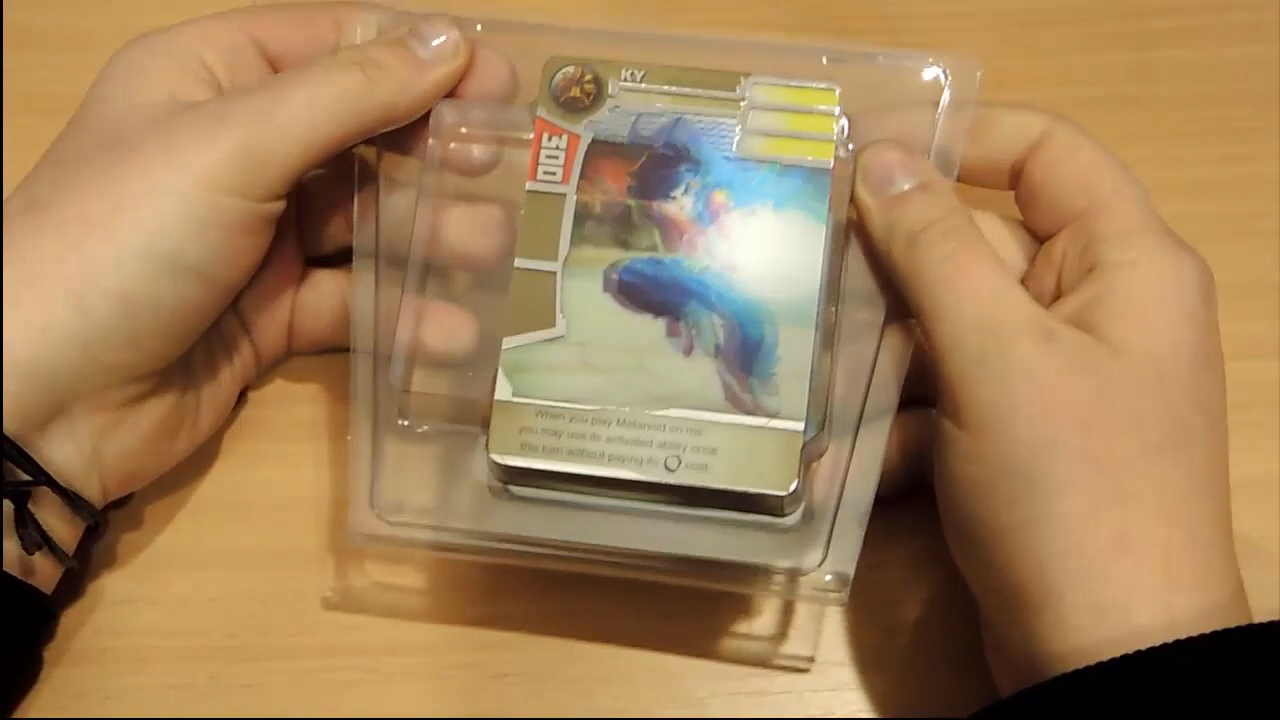 KY
300
When you play Metanoid on me,
you may use its activated ability once
this turn without paying its cost.